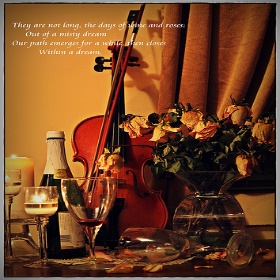 They are not long, the days of wine and roses:
Out of a misty dream
Our path emerges for a while, then closes
Within a dream.